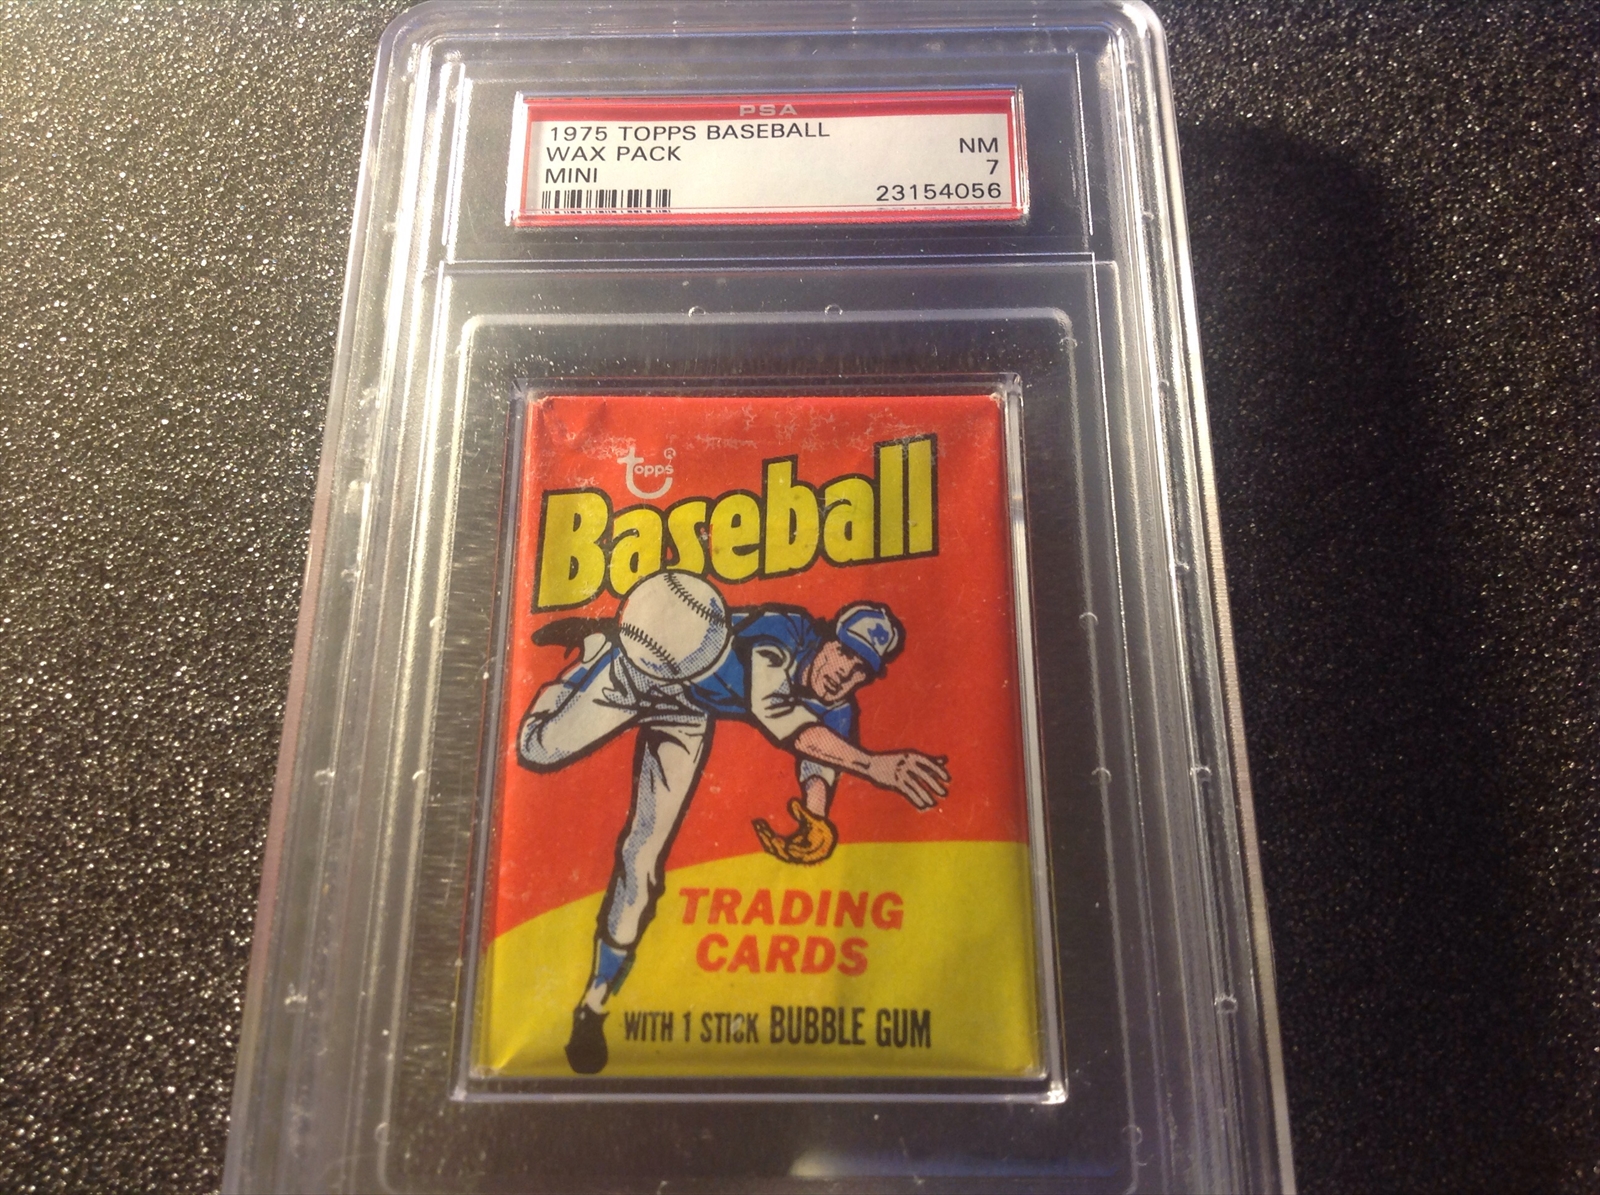 PSA
1975 TOPPS BASEBALL
WAX PACK
NM
MINI
7
23154056
topps®
Baseball
TRADING
CARDS
WITH 1 STICK BUBBLE GUM